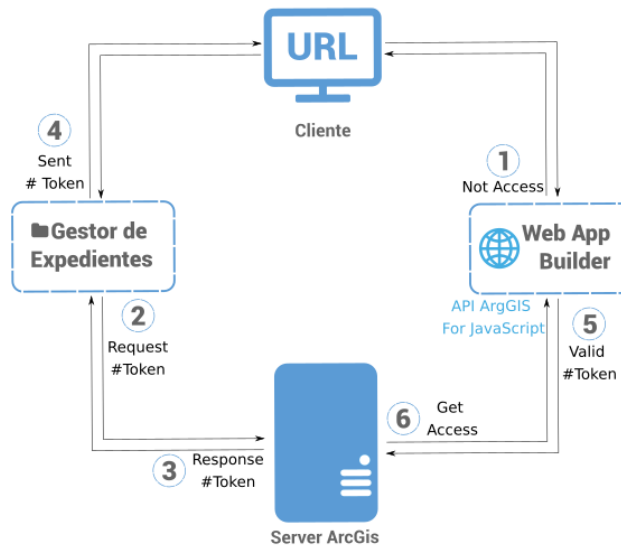 URL
Cliente
4
Sent
# Token
1
Not Access
Gestor de
Expedientes
Web App
Builder
2
Request
#Token
API ArgGIS
For JavaScript
5
Valid
#Token
6
Get
Access
3
Response
#Token
Server ArcGis